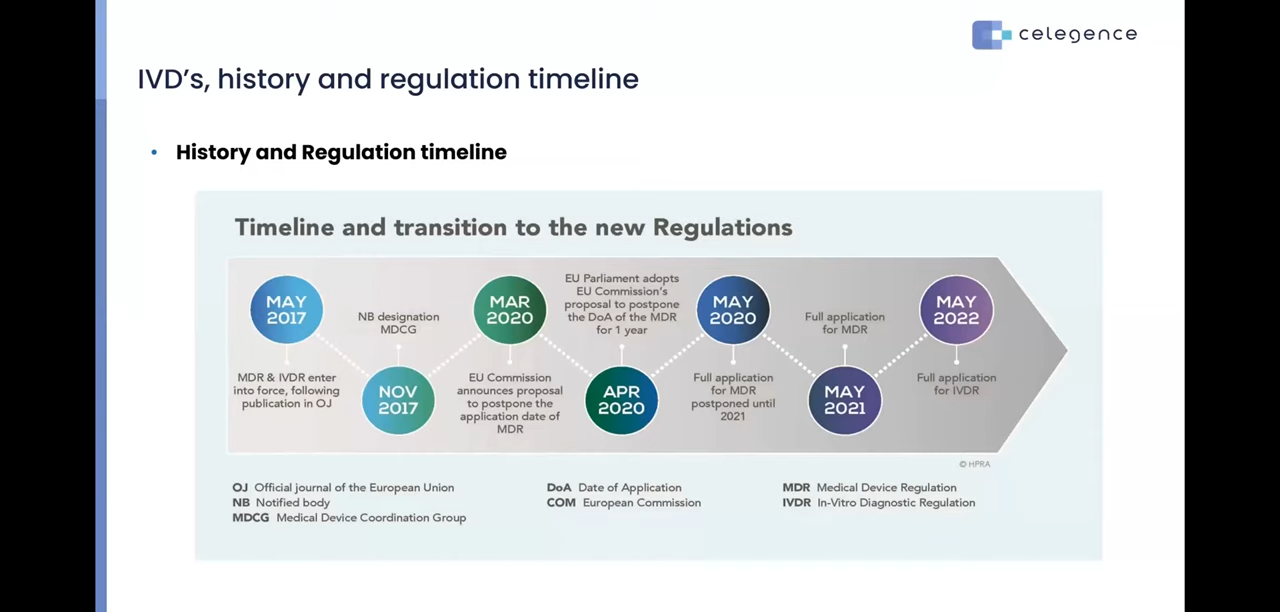 celegence
IVD's, history and regulation timeline
• History and Regulation timeline
Timeline and transition to the new Regulations
MAY
2017
MDR & IVDR enter
into force, following
publication in OJ
NB designation
MDCG
NOV
2017
MAR
2020
EU Commission
announces proposal
to postpone the
application date of
MDR
EU Parliament adopts
EU Commission's
proposal to postpone
the DoA of the MDR
for 1 year
APR
2020
MAY
2020
Full application
for MDR
postponed until
2021
Full application
for MDR
MAY
2021
MAY
2022
Full application
for IVDR
© HPRA
OJ Official journal of the European Union
NB Notified body
MDCG Medical Device Coordination Group
DoA Date of Application
COM European Commission
MDR Medical Device Regulation
IVDR In-Vitro Diagnostic Regulation